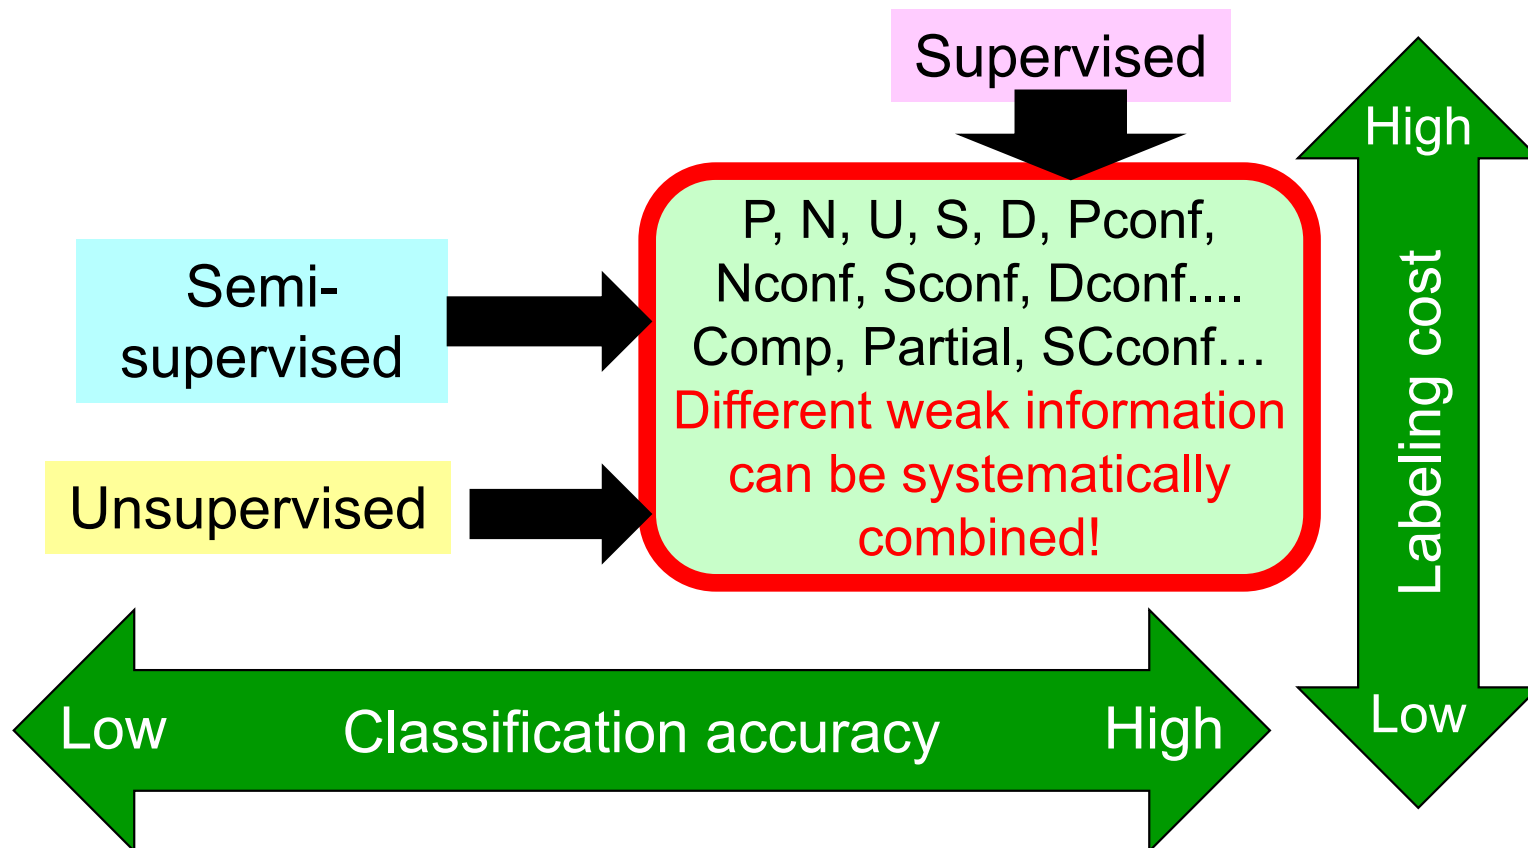 Supervised
High
P, N, U, S, D, Pconf,
Nconf, Sconf, Dconf....
Comp, Partial, SCconf…
Different weak information
can be systematically
combined!
Semi-
supervised
Unsupervised
Labeling cost
Low
Low
Classification accuracy
High